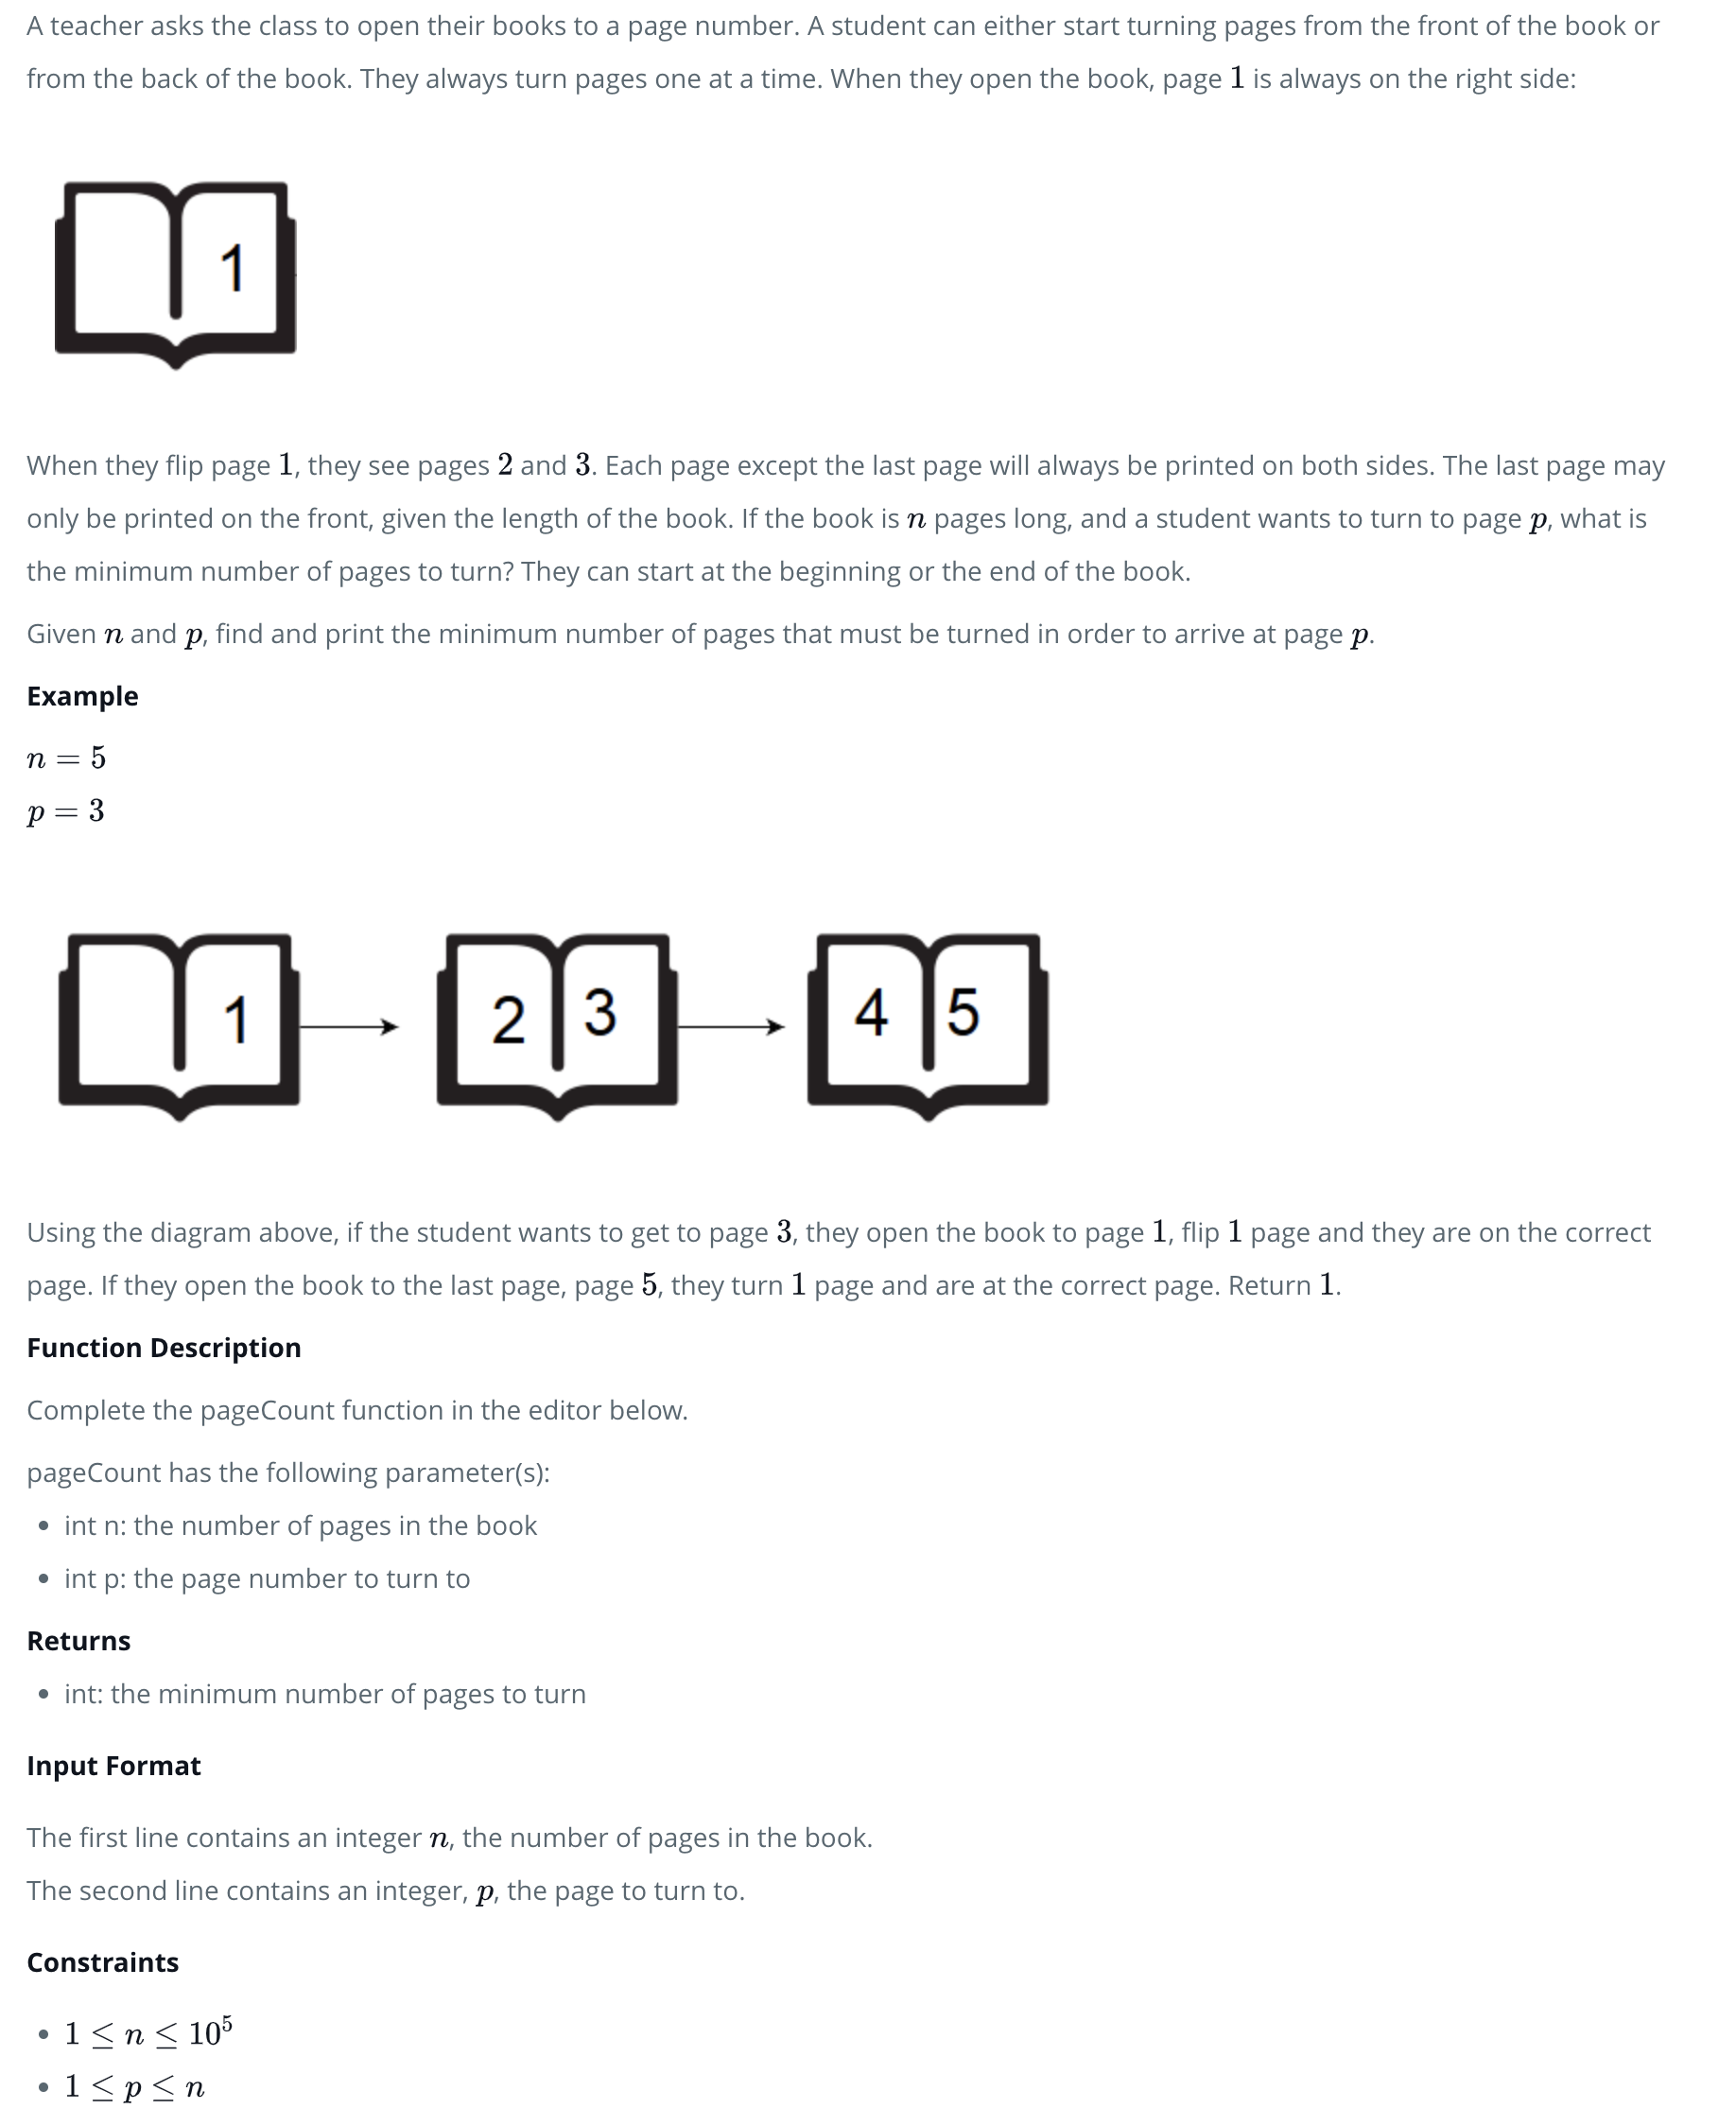 A teacher asks the class to open their books to a page number. A student can either start turning pages from the front of the book or
from the back of the book. They always turn pages one at a time. When they open the book, page 1 is always on the right side:
1
When they flip page 1, they see pages 2 and 3. Each page except the last page will always be printed on both sides. The last page may
only be printed on the front, given the length of the book. If the book is n pages long, and a student wants to turn to page p, what is
the minimum number of pages to turn? They can start at the beginning or the end of the book.
Given n and p, find and print the minimum number of pages that must be turned in order to arrive at page p.
Example
n = 5
p = 3
1 2 3 4 5
Using the diagram above, if the student wants to get to page 3, they open the book to page 1, flip 1 page and they are on the correct
page. If they open the book to the last page, page 5, they turn 1 page and are at the correct page. Return 1.
Function Description
Complete the pageCount function in the editor below.
pageCount has the following parameter(s):
• int n: the number of pages in the book
• int p: the page number to turn to
Returns
• int: the minimum number of pages to turn
Input Format
The first line contains an integer n, the number of pages in the book.
The second line contains an integer, p, the page to turn to.
Constraints
• 1 ≤ n ≤ 10⁵
• 1 ≤ p ≤ n